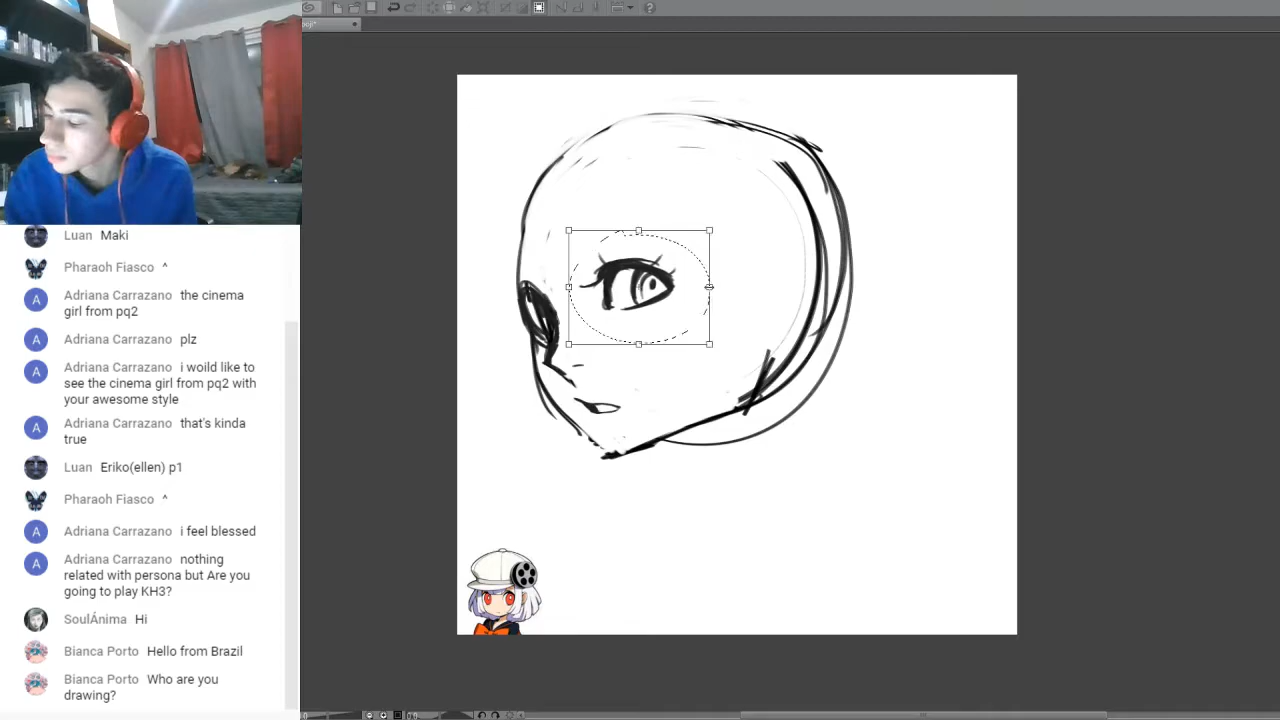 Luan Maki
Pharaoh Fiasco ^
Adriana Carrazano the cinema
girl from pq2
Adriana Carrazano plz
Adriana Carrazano i woild like to
see the cinema girl from pq2 with
your awesome style
Adriana Carrazano that's kinda
true
Luan Eriko(ellen) p1
Pharaoh Fiasco ^
Adriana Carrazano i feel blessed
Adriana Carrazano nothing
related with persona but Are you
going to play KH3?
SoulÁnima Hi
Bianca Porto Hello from Brazil
Bianca Porto Who are you
drawing?